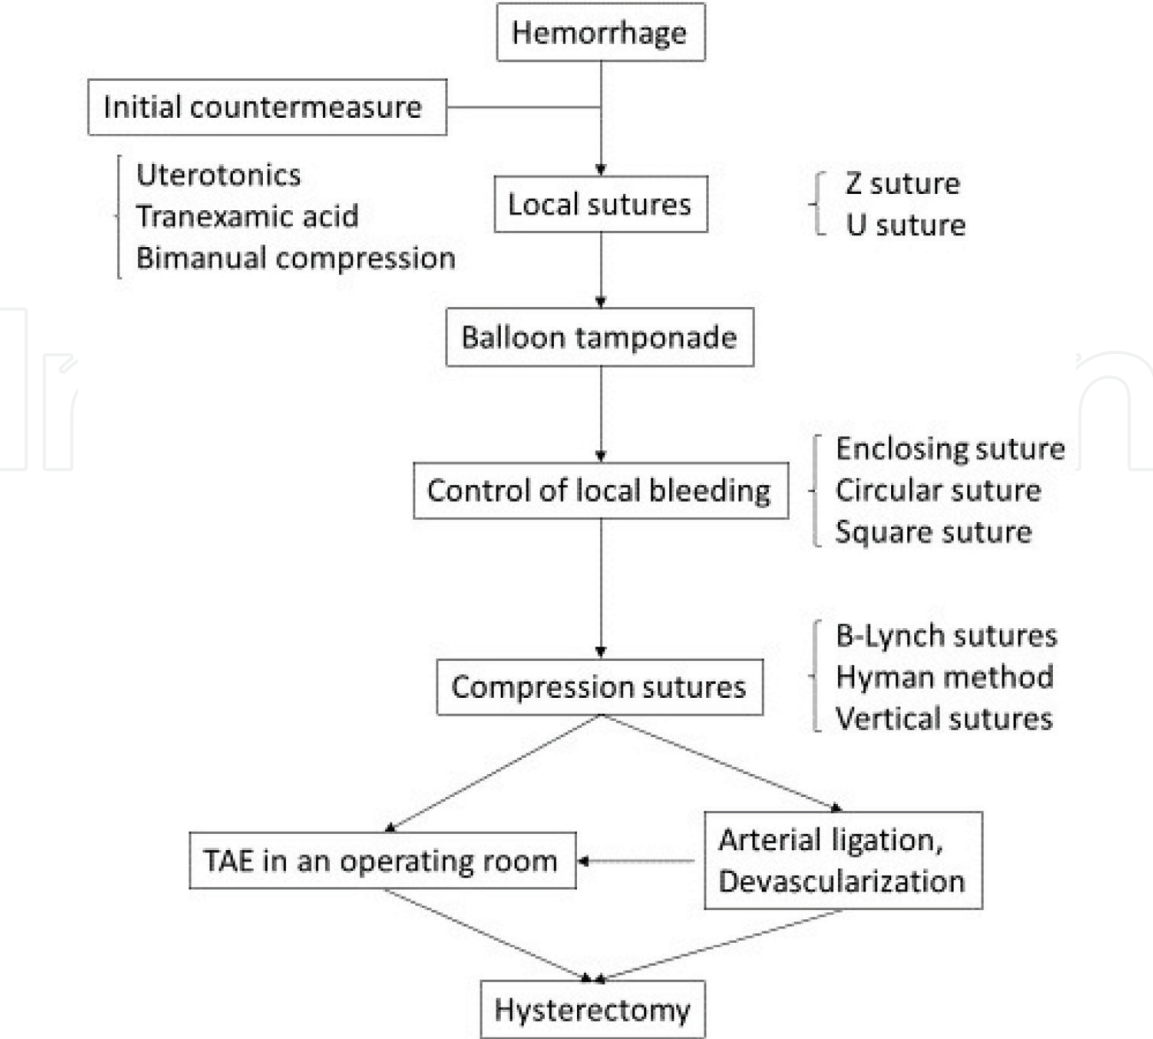 Hemorrhage
Initial countermeasure
Uterotonics
Tranexamic acid
Bimanual compression
Local sutures
Z suture
U suture
Balloon tamponade
Control of local bleeding
Enclosing suture
Circular suture
Square suture
Compression sutures
B-Lynch sutures
Hyman method
Vertical sutures
TAE in an operating room
Arterial ligation,
Devascularization
Hysterectomy